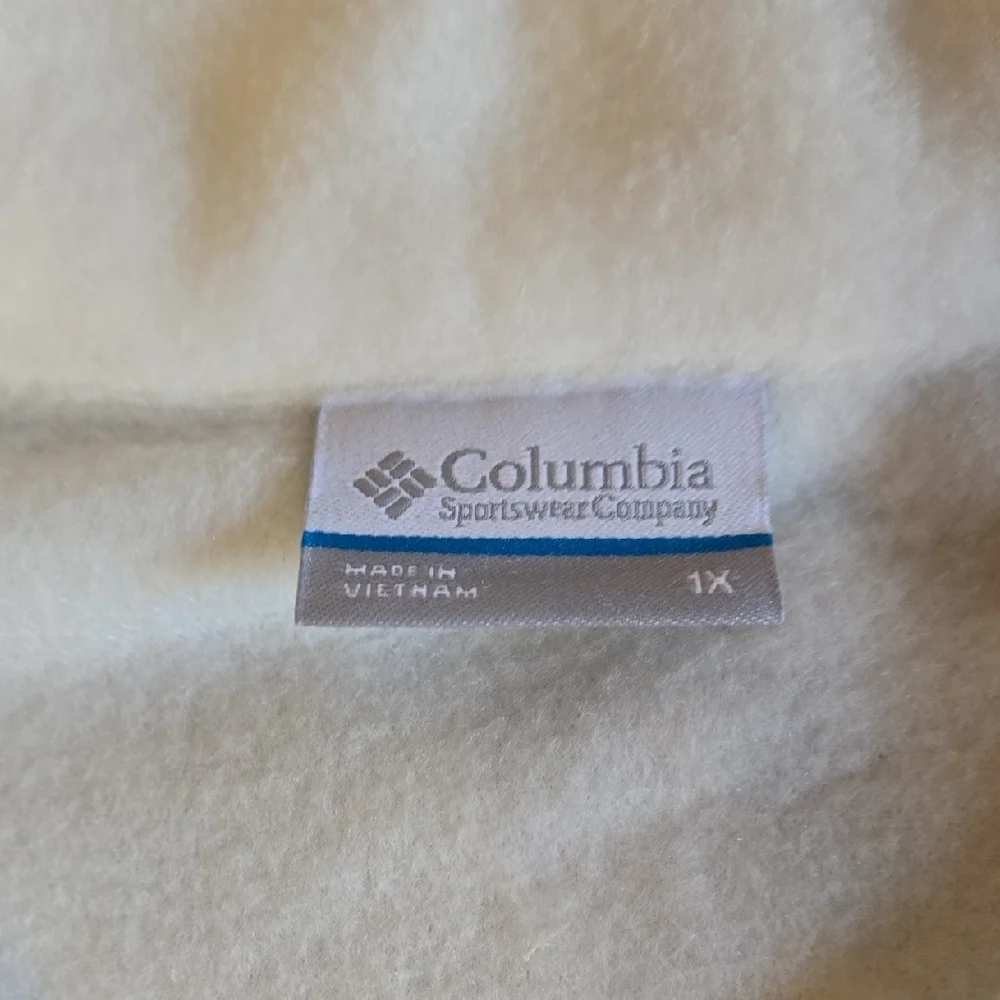 Columbia
Sportswear Company
MADE IN
VIETNAM
1X